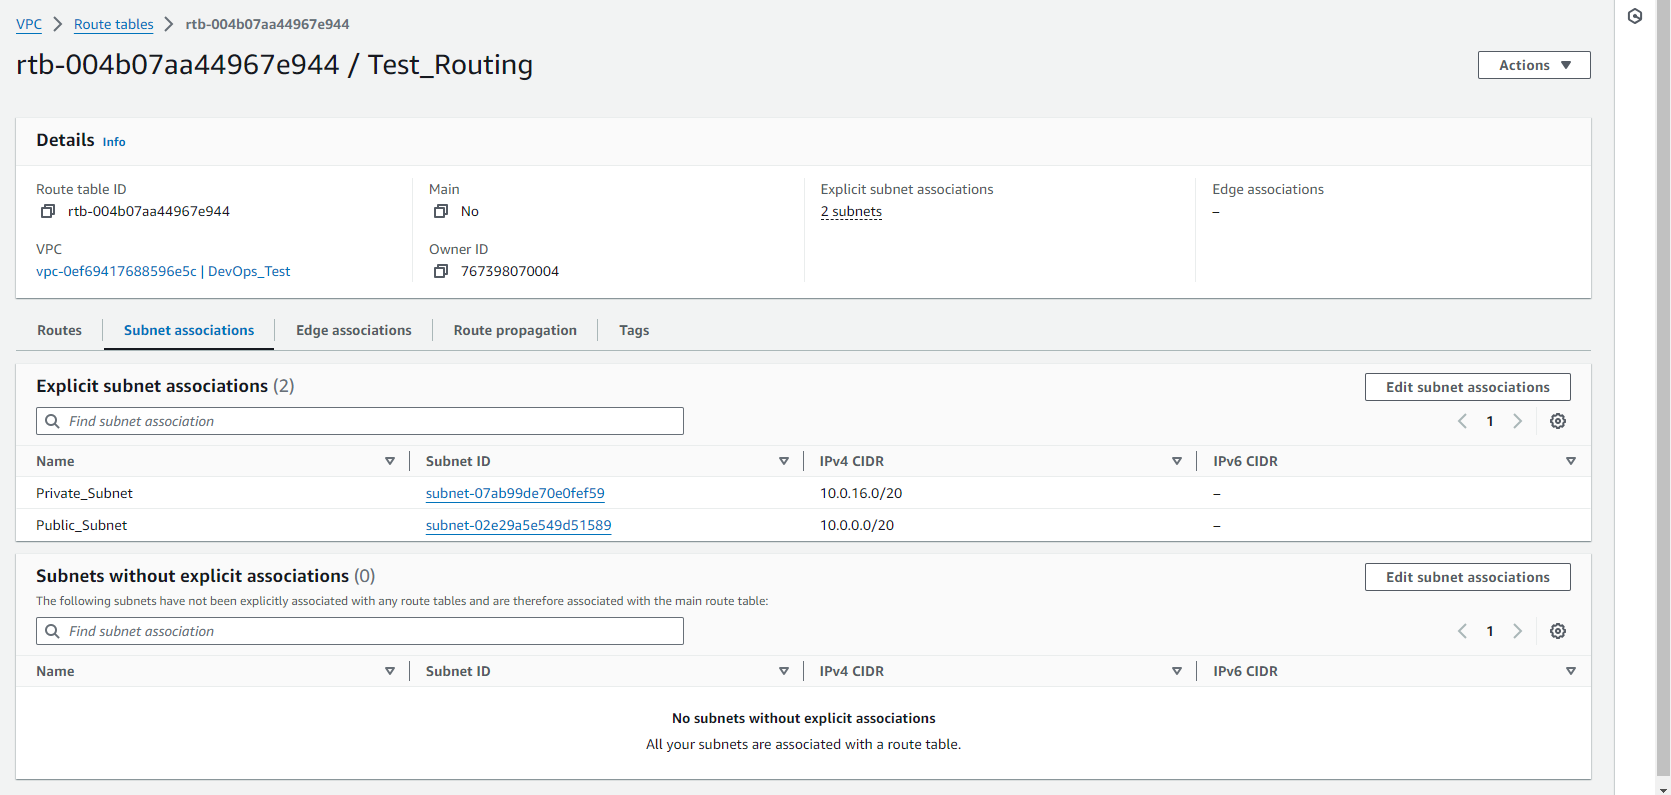 VPC > Route tables > rtb-004b07aa44967e944
rtb-004b07aa44967e944 / Test_Routing
Actions
Details Info
Route table ID
rtb-004b07aa44967e944
Main
No
Explicit subnet associations
2 subnets
Edge associations
–
VPC
vpc-0ef69417688596e5c | DevOps_Test
Owner ID
767398070004
Routes Subnet associations Edge associations Route propagation Tags
Explicit subnet associations (2)
Edit subnet associations
Find subnet association
1
Name Subnet ID IPv4 CIDR IPv6 CIDR
Private_Subnet subnet-07ab99de70e0fef59 10.0.16.0/20 –
Public_Subnet subnet-02e29a5e549d51589 10.0.0.0/20 –
Subnets without explicit associations (0)
Edit subnet associations
The following subnets have not been explicitly associated with any route tables and are therefore associated with the main route table:
Find subnet association
1
Name Subnet ID IPv4 CIDR IPv6 CIDR
No subnets without explicit associations
All your subnets are associated with a route table.